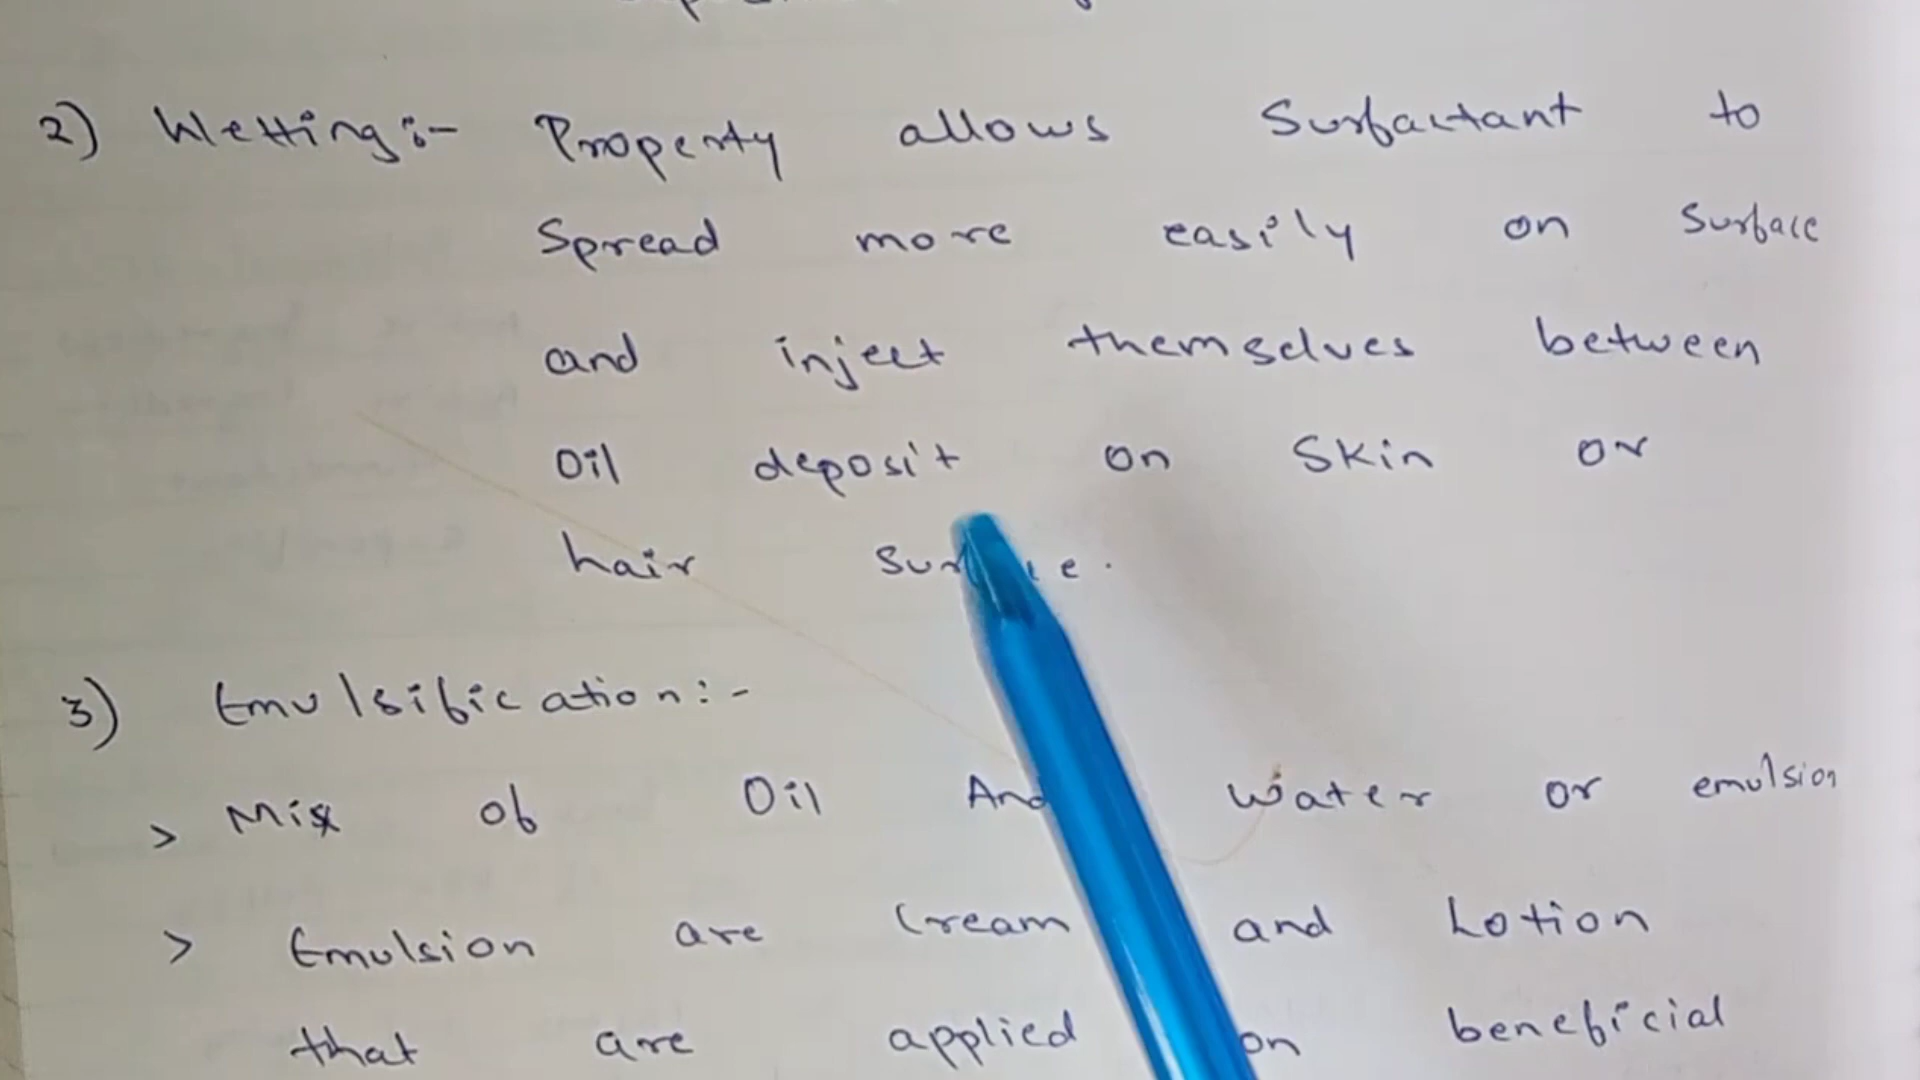 2) Wetting:- Property allows Surfactant to
Spread more easily on Surface
and inject themselves between
Oil deposit on Skin or
hair
3) Emulsification:-
> Mix of Oil And Water or emulsion
> Emulsion are Cream and Lotion
that are applied on beneficial